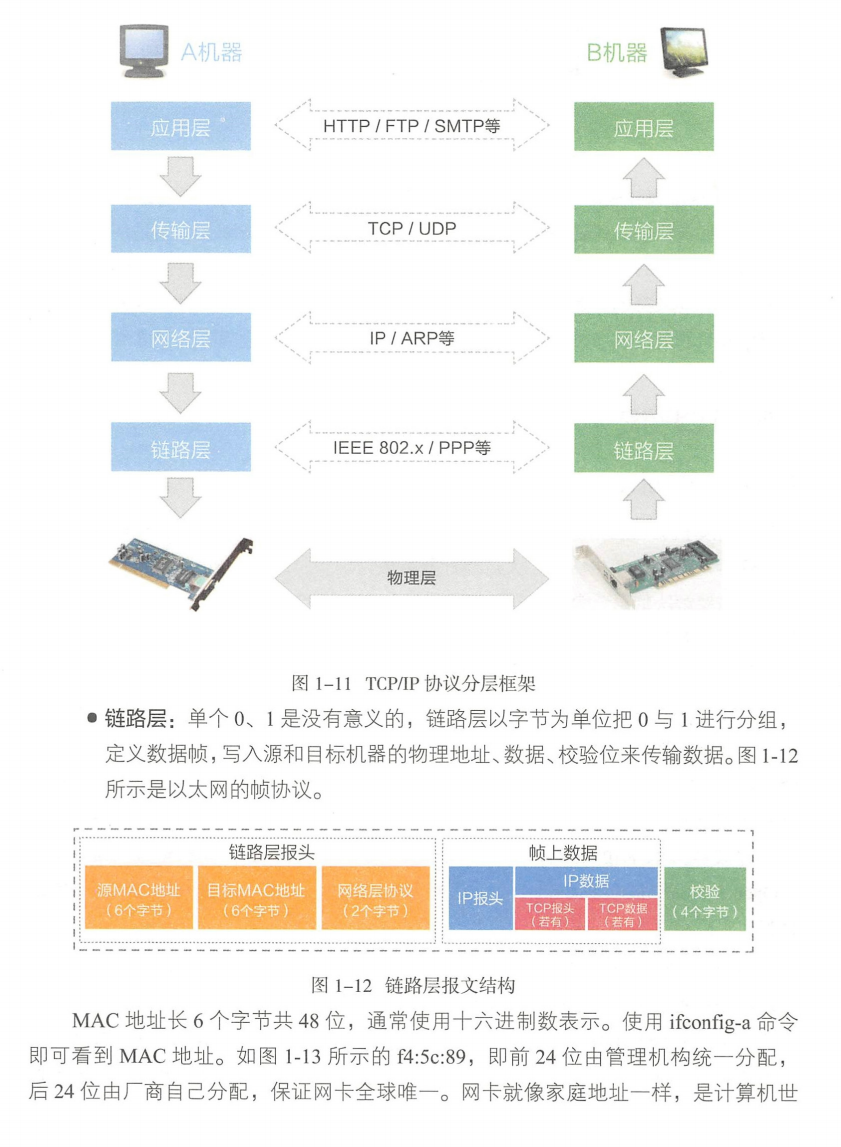 A机器
B机器
应用层
HTTP / FTP / SMTP等
应用层
传输层
TCP / UDP
传输层
网络层
IP / ARP等
网络层
链路层
IEEE 802.x / PPP等
链路层
物理层
图 1-11 TCP/IP 协议分层框架
● 链路层：单个 0、1 是没有意义的，链路层以字节为单位把 0 与 1 进行分组，
定义数据帧，写入源和目标机器的物理地址、数据、校验位来传输数据。图 1-12
所示是以太网的帧协议。
链路层报头
帧上数据
源MAC地址
（6个字节）
目标MAC地址
（6个字节）
网络层协议
（2个字节）
IP报头
IP数据
TCP报头
（若有）
TCP数据
（若有）
校验
（4个字节）
图 1-12 链路层报文结构
MAC 地址长 6 个字节共 48 位，通常使用十六进制数表示。使用 ifconfig-a 命令
即可看到 MAC 地址。如图 1-13 所示的 f4:5c:89，即前 24 位由管理机构统一分配，
后 24 位由厂商自己分配，保证网卡全球唯一。网卡就像家庭地址一样，是计算机世